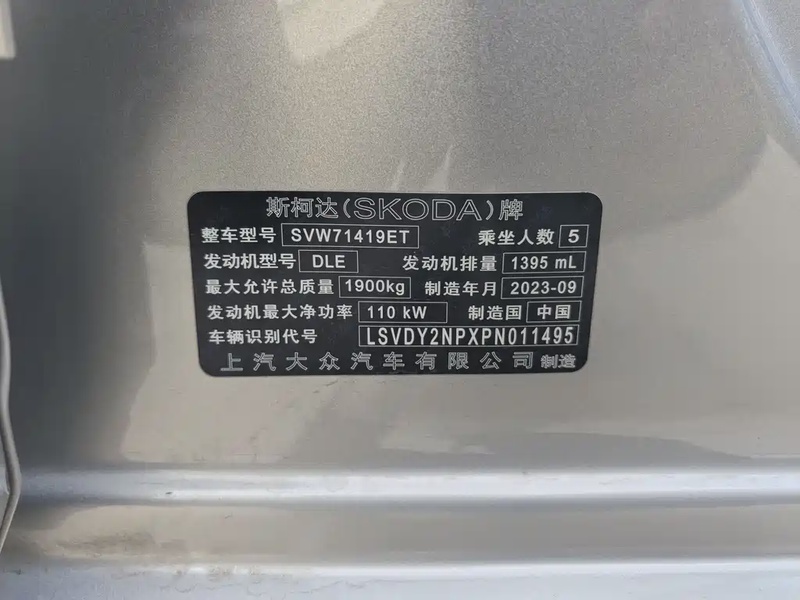 斯柯达(SKODA)牌
整车型号 SVW71419ET 乘坐人数 5
发动机型号 DLE 发动机排量 1395 mL
最大允许总质量 1900kg 制造年月 2023-09
发动机最大净功率 110 kW 制造国 中国
车辆识别代号 LSVDY2NPXPN011495
上汽大众汽车有限公司 制造